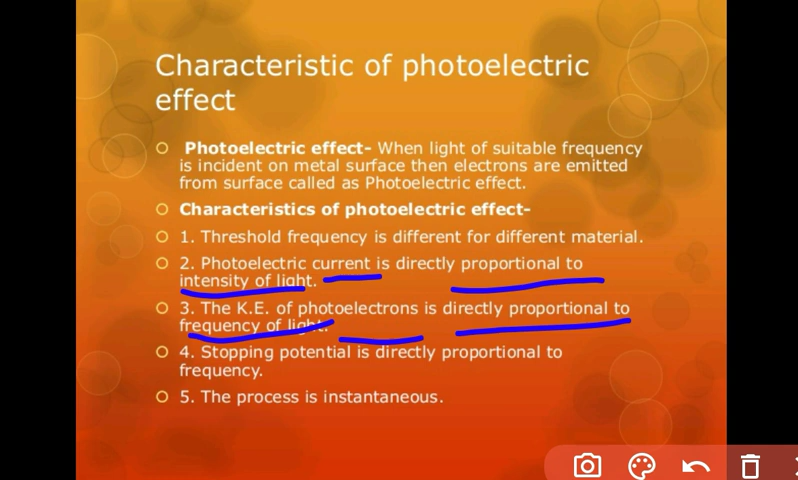 Characteristic of photoelectric
effect
Photoelectric effect- When light of suitable frequency
is incident on metal surface then electrons are emitted
from surface called as Photoelectric effect.
Characteristics of photoelectric effect-
1. Threshold frequency is different for different material.
2. Photoelectric current is directly proportional to
intensity of light.
3. The K.E. of photoelectrons is directly proportional to
frequency of light.
4. Stopping potential is directly proportional to
frequency.
5. The process is instantaneous.